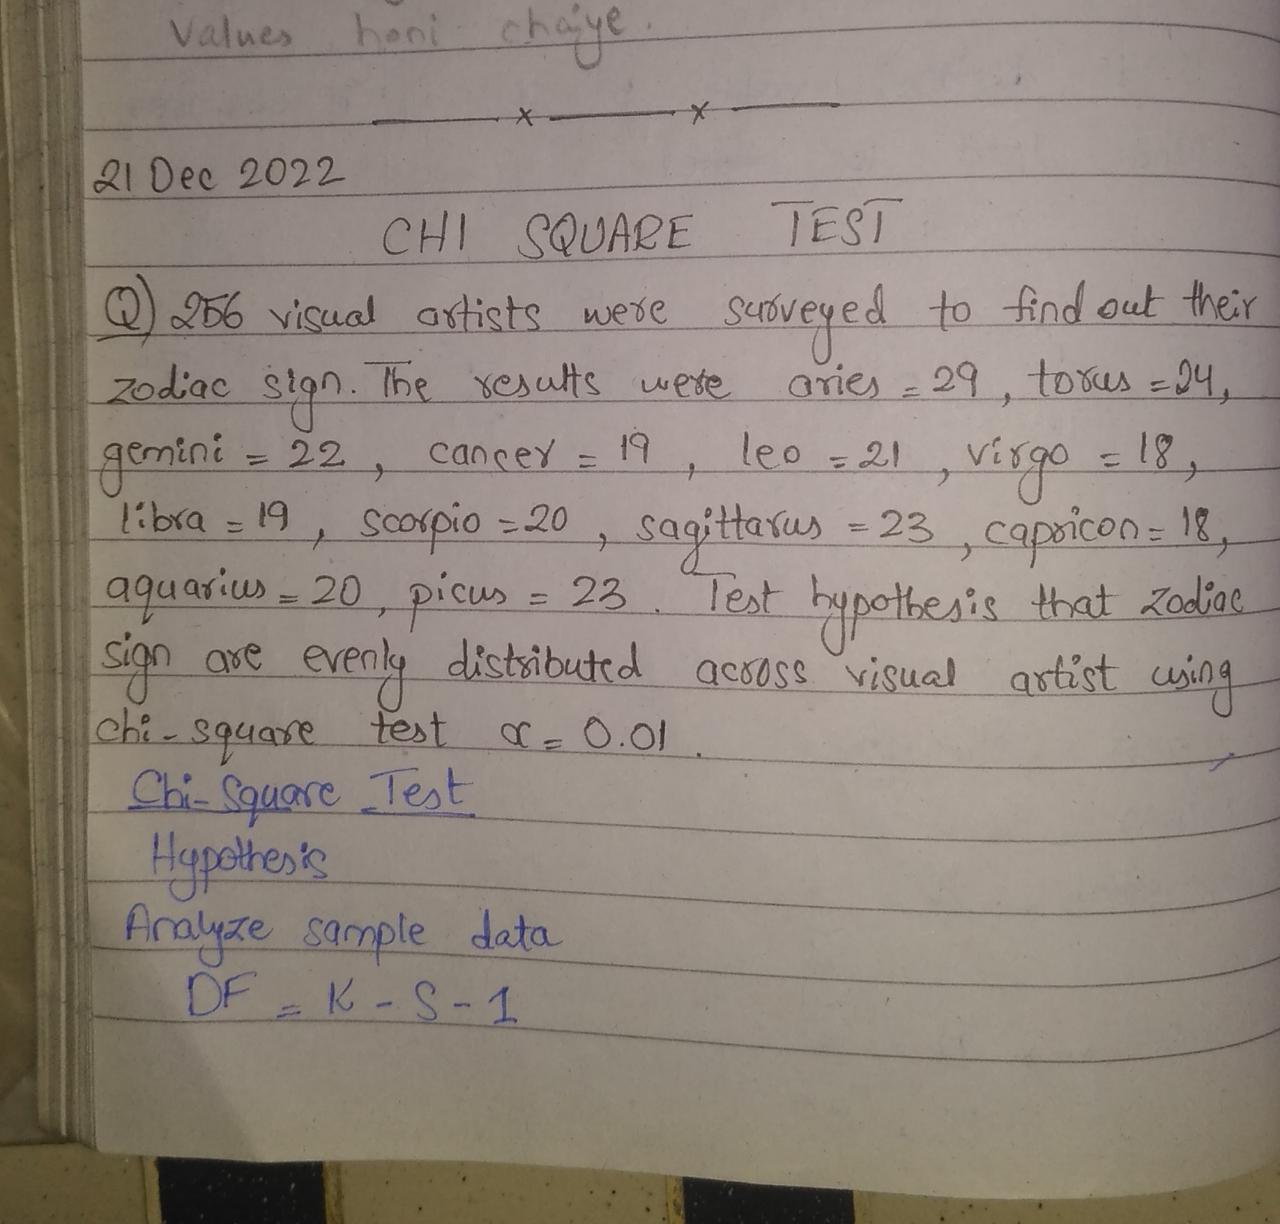 Values honi chaiye.
21 Dec 2022
CHI SQUARE TEST
Q) 256 visual artists were surveyed to find out their
zodiac sign. The results were aries = 29, torus = 24,
gemini = 22, cancer = 19, leo = 21, virgo = 18,
libra = 19, scorpio = 20, sagittarus = 23, capricon = 18,
aquarius = 20, picus = 23. Test hypothesis that zodiac
sign are evenly distributed across visual artist using
chi-square test α = 0.01.
Chi-Square Test
Hypothesis
Analyze sample data
DF = K - S - 1